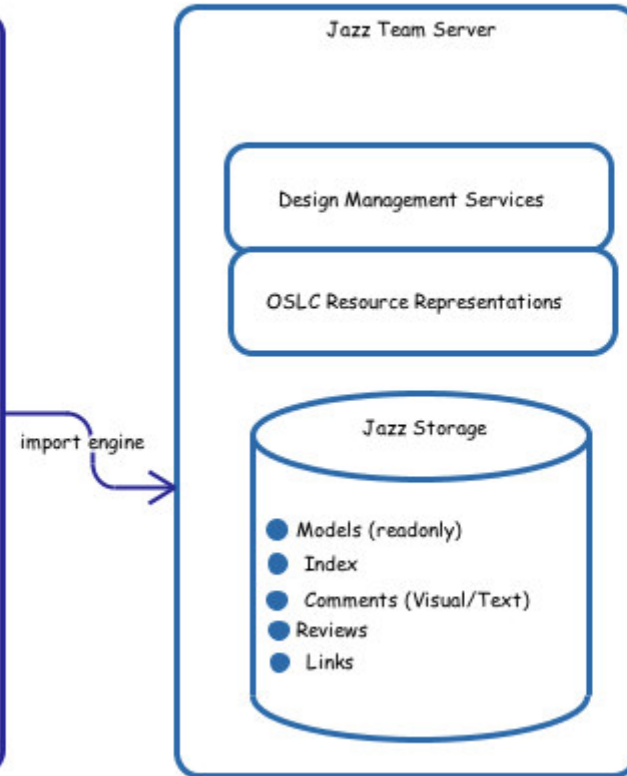 Jazz Team Server
Design Management Services
OSLC Resource Representations
import engine
Jazz Storage
Models (readonly)
Index
Comments (Visual/Text)
Reviews
Links